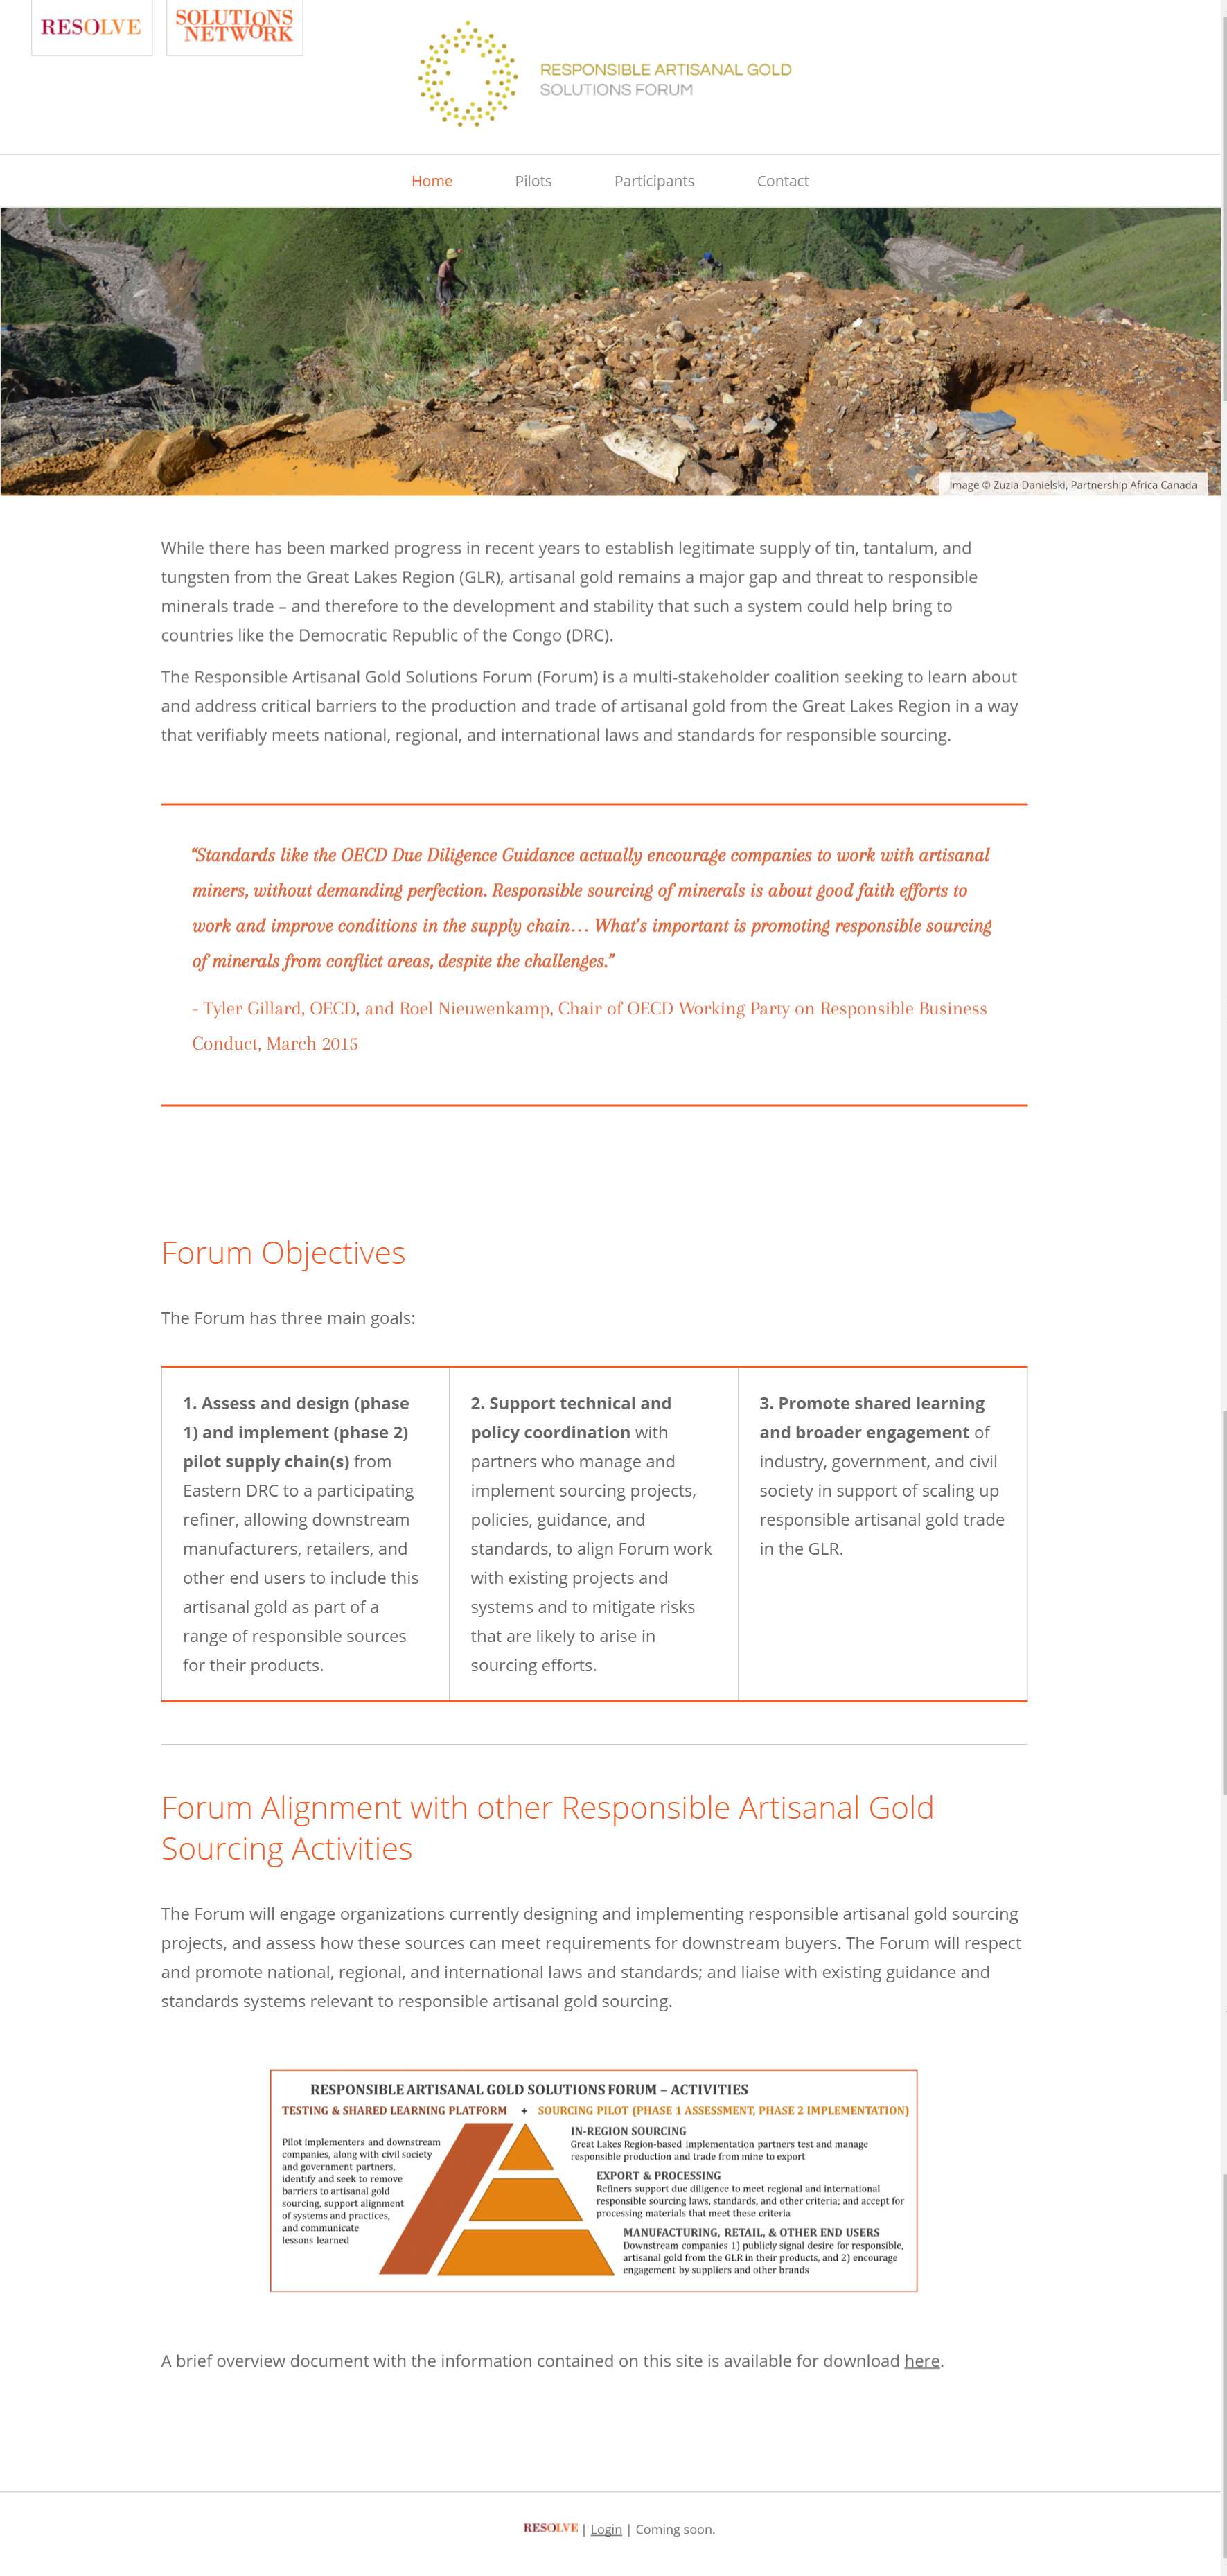 RESOLVE
SOLUTIONS
NETWORK
RESPONSIBLE ARTISANAL GOLD
SOLUTIONS FORUM
Home Pilots Participants Contact
Image © Zuzia Danielski, Partnership Africa Canada
While there has been marked progress in recent years to establish legitimate supply of tin, tantalum, and
tungsten from the Great Lakes Region (GLR), artisanal gold remains a major gap and threat to responsible
minerals trade – and therefore to the development and stability that such a system could help bring to
countries like the Democratic Republic of the Congo (DRC).
The Responsible Artisanal Gold Solutions Forum (Forum) is a multi-stakeholder coalition seeking to learn about
and address critical barriers to the production and trade of artisanal gold from the Great Lakes Region in a way
that verifiably meets national, regional, and international laws and standards for responsible sourcing.
“Standards like the OECD Due Diligence Guidance actually encourage companies to work with artisanal
miners, without demanding perfection. Responsible sourcing of minerals is about good faith efforts to
work and improve conditions in the supply chain… What’s important is promoting responsible sourcing
of minerals from conflict areas, despite the challenges.”
- Tyler Gillard, OECD, and Roel Nieuwenkamp, Chair of OECD Working Party on Responsible Business
Conduct, March 2015
Forum Objectives
The Forum has three main goals:
1. Assess and design (phase
1) and implement (phase 2)
pilot supply chain(s) from
Eastern DRC to a participating
refiner, allowing downstream
manufacturers, retailers, and
other end users to include this
artisanal gold as part of a
range of responsible sources
for their products.
2. Support technical and
policy coordination with
partners who manage and
implement sourcing projects,
policies, guidance, and
standards, to align Forum work
with existing projects and
systems and to mitigate risks
that are likely to arise in
sourcing efforts.
3. Promote shared learning
and broader engagement of
industry, government, and civil
society in support of scaling up
responsible artisanal gold trade
in the GLR.
Forum Alignment with other Responsible Artisanal Gold
Sourcing Activities
The Forum will engage organizations currently designing and implementing responsible artisanal gold sourcing
projects, and assess how these sources can meet requirements for downstream buyers. The Forum will respect
and promote national, regional, and international laws and standards; and liaise with existing guidance and
standards systems relevant to responsible artisanal gold sourcing.
RESPONSIBLE ARTISANAL GOLD SOLUTIONS FORUM – ACTIVITIES
TESTING & SHARED LEARNING PLATFORM + SOURCING PILOT (PHASE 1 ASSESSMENT, PHASE 2 IMPLEMENTATION)
Pilot implementers and downstream
companies, along with civil society
and government partners,
identify and seek to remove
barriers to artisanal gold
sourcing, support alignment
of systems and practices,
and communicate
lessons learned
IN-REGION SOURCING
Great Lakes Region-based implementation partners test and manage
responsible production and trade from mine to export
EXPORT & PROCESSING
Refiners support due diligence to meet regional and international
responsible sourcing laws, standards, and other criteria; and accept for
processing materials that meet these criteria
MANUFACTURING, RETAIL, & OTHER END USERS
Downstream companies 1) publicly signal desire for responsible,
artisanal gold from the GLR in their products, and 2) encourage
engagement by suppliers and other brands
A brief overview document with the information contained on this site is available for download here.
RESOLVE | Login | Coming soon.